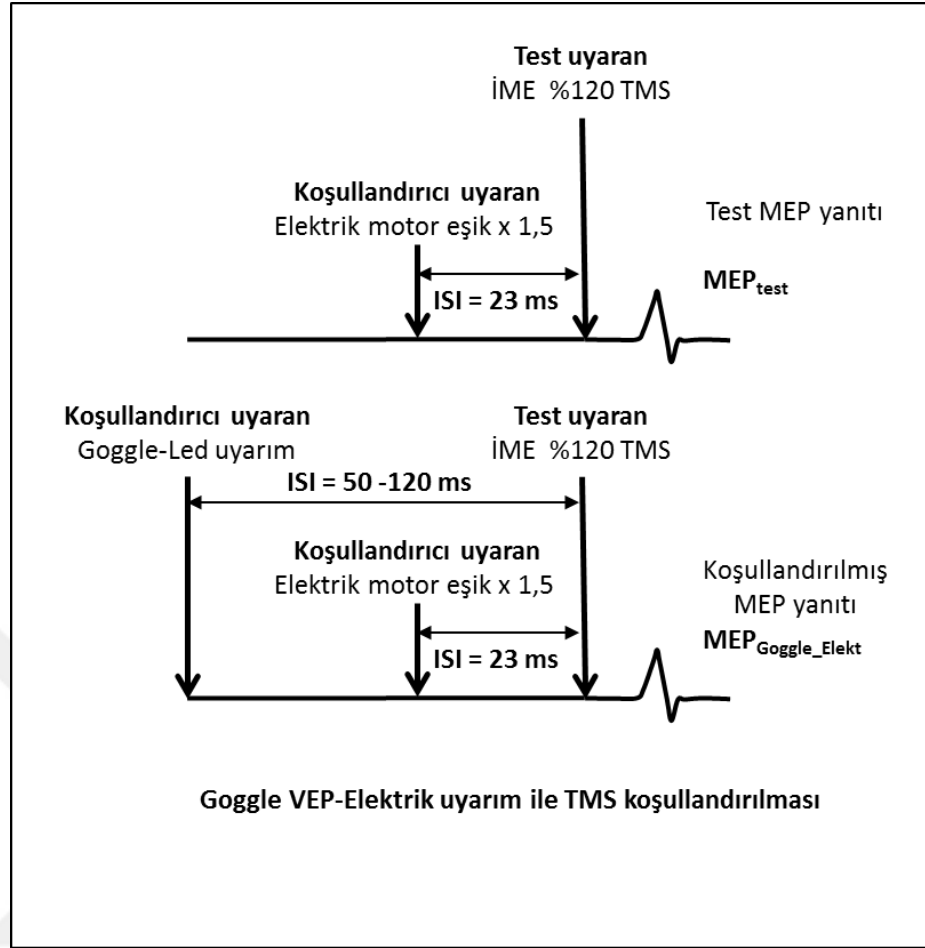 Test uyaran
İME %120 TMS
Koşullandırıcı uyaran
Elektrik motor eşik x 1,5
ISI = 23 ms
Test MEP yanıtı
MEPtest
Koşullandırıcı uyaran
Goggle-Led uyarım
Test uyaran
İME %120 TMS
ISI = 50 -120 ms
Koşullandırıcı uyaran
Elektrik motor eşik x 1,5
ISI = 23 ms
Koşullandırılmış
MEP yanıtı
MEPGoggle_Elekt
Goggle VEP-Elektrik uyarım ile TMS koşullandırılması